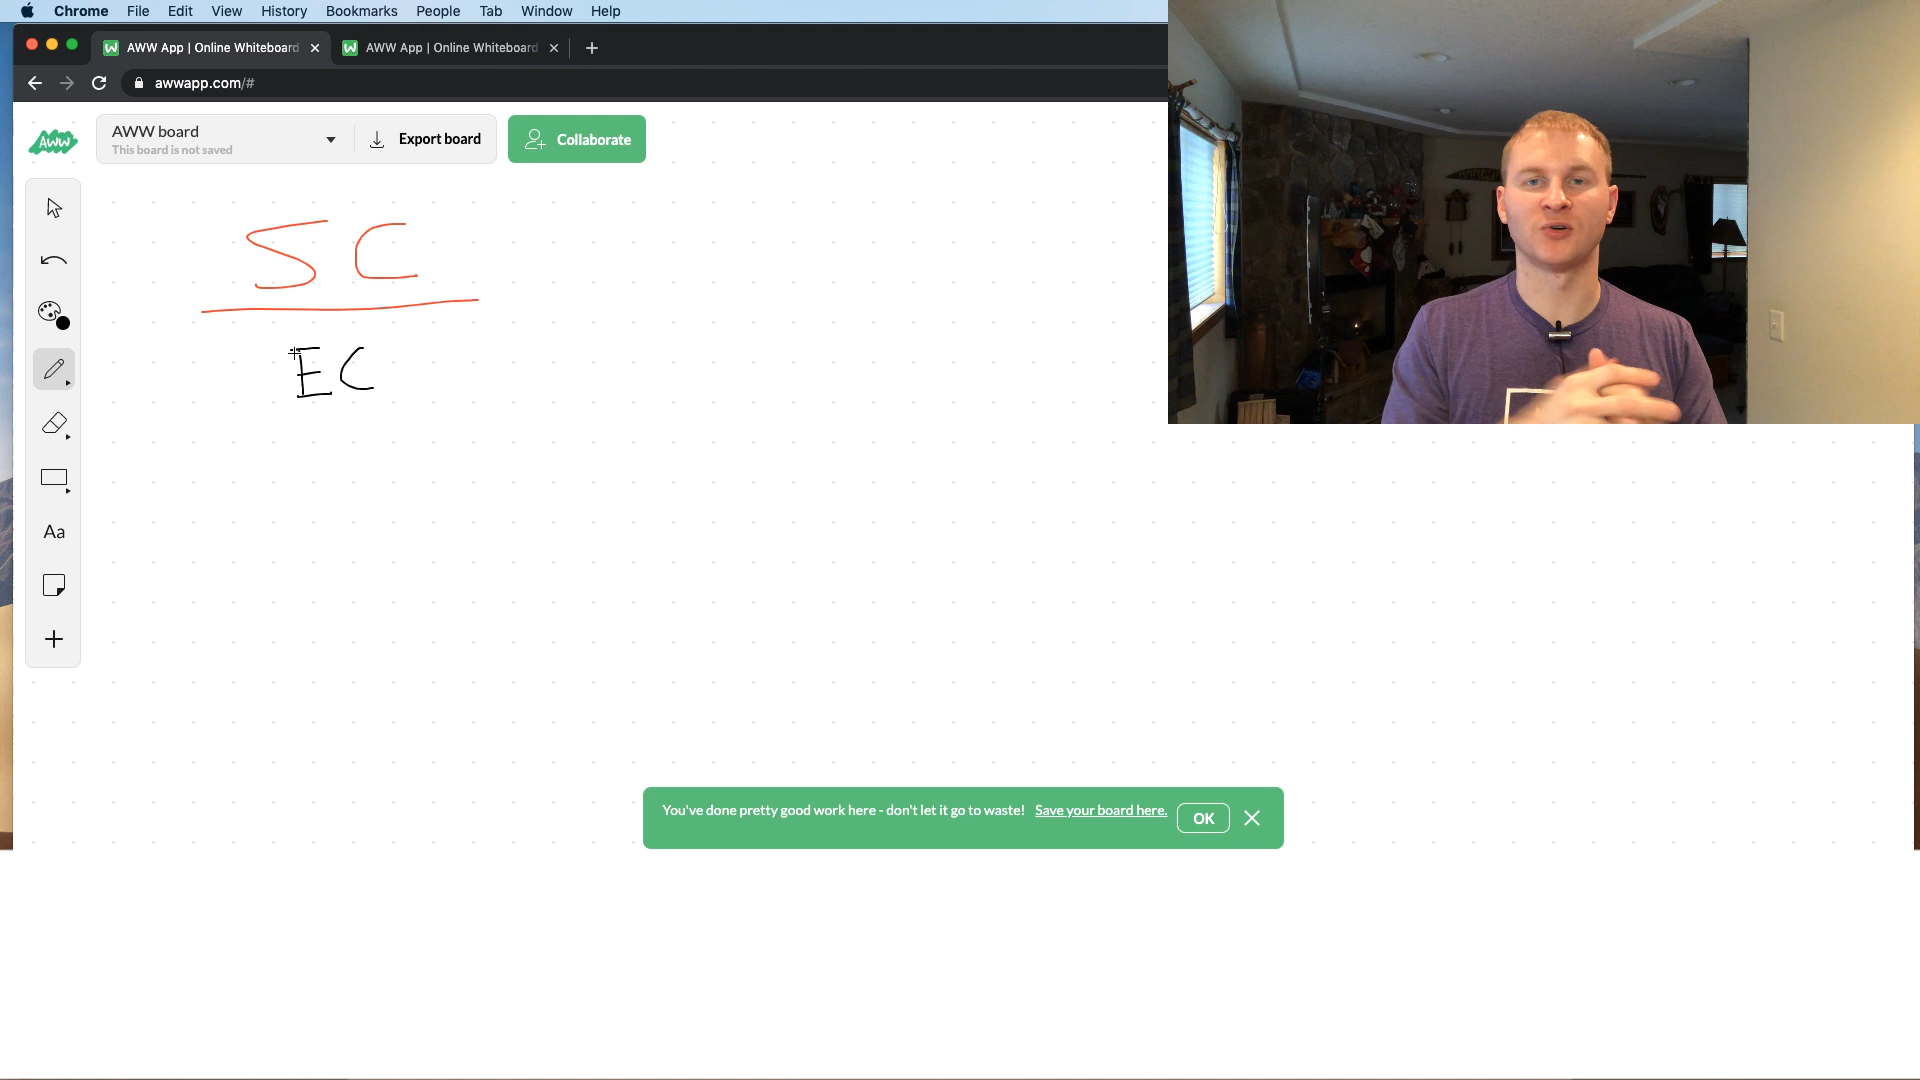 Chrome File Edit View History Bookmarks People Tab Window Help
AWW App | Online Whiteboard
AWW App | Online Whiteboard
awwapp.com/#
AWW
AWW board
This board is not saved
Export board
Collaborate
SC
EC
Aa
You've done pretty good work here - don't let it go to waste! Save your board here. OK